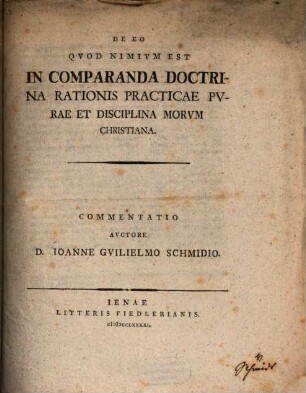 DE EO
QVOD NIMIVM EST
IN COMPARANDA DOCTRI-
NA RATIONIS PRACTICAE PV-
RAE ET DISCIPLINA MORVM
CHRISTIANA.
COMMENTATIO
AVCTORE
D. IOANNE GVILIELMO SCHMIDIO.
IENAE
LITTERIS FIEDLERIANIS.
Schmidt